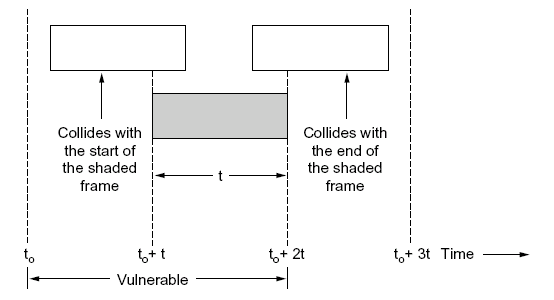 Collides with
the start of
the shaded
frame
Collides with
the end of
the shaded
frame
t
to
to+ t
to+ 2t
to+ 3t Time
Vulnerable